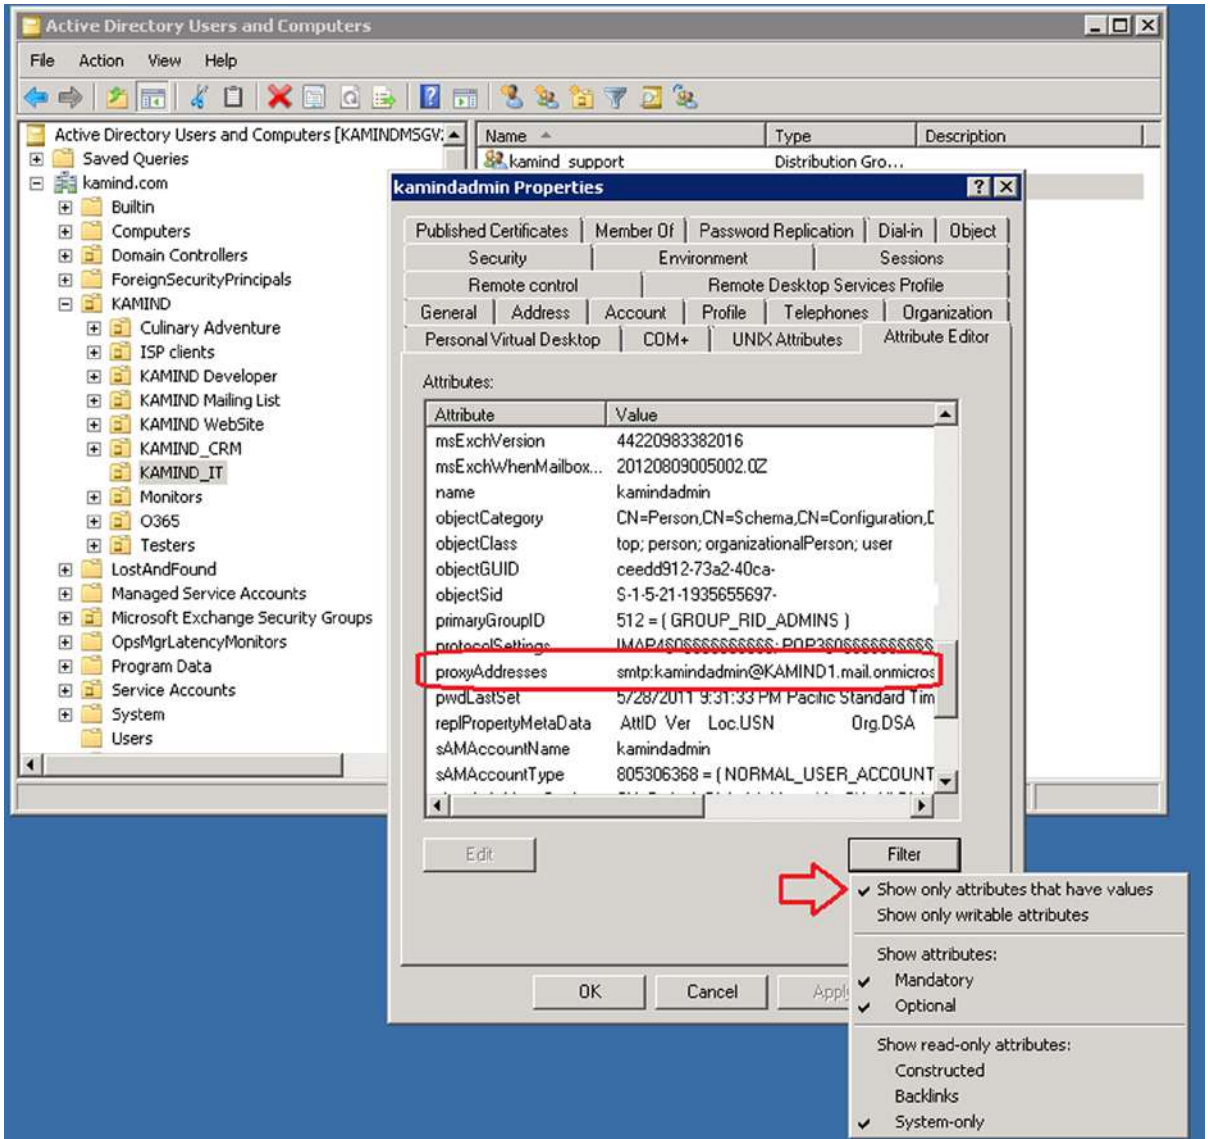 Active Directory Users and Computers
File Action View Help
Active Directory Users and Computers [KAMINDMSGV:
Saved Queries
kamind.com
Builtin
Computers
Domain Controllers
ForeignSecurityPrincipals
KAMIND
Culinary Adventure
ISP clients
KAMIND Developer
KAMIND Mailing List
KAMIND WebSite
KAMIND_CRM
KAMIND_IT
Monitors
O365
Testers
LostAndFound
Managed Service Accounts
Microsoft Exchange Security Groups
OpsMgrLatencyMonitors
Program Data
Service Accounts
System
Users
Name Type Description
kamind support Distribution Gro...
kamindadmin Properties
Published Certificates Member Of Password Replication Dial-in Object
Security Environment Sessions
Remote control Remote Desktop Services Profile
General Address Account Profile Telephones Organization
Personal Virtual Desktop COM+ UNIX Attributes Attribute Editor
Attributes:
Attribute Value
msExchVersion 44220983382016
msExchWhenMailbox... 20120809005002.0Z
name kamindadmin
objectCategory CN=Person,CN=Schema,CN=Configuration,D
objectClass top; person; organizationalPerson; user
objectGUID ceedd912-73a2-40ca-
objectSid S-1-5-21-1935655697-
primaryGroupID 512 = ( GROUP_RID_ADMINS )
protocolSettings IMAP4§0§§§§§§§§§§§; POP3§0§§§§§§§§§§
proxyAddresses smtp:kamindadmin@KAMIND1.mail.onmicros
pwdLastSet 5/28/2011 9:31:33 PM Pacific Standard Tim
replPropertyMetaData AttID Ver Loc.USN Org.DSA
sAMAccountName kamindadmin
sAMAccountType 805306368 = ( NORMAL_USER_ACCOUNT
Edit Filter
OK Cancel Apply
Show only attributes that have values
Show only writable attributes
Show attributes:
Mandatory
Optional
Show read-only attributes:
Constructed
Backlinks
System-only